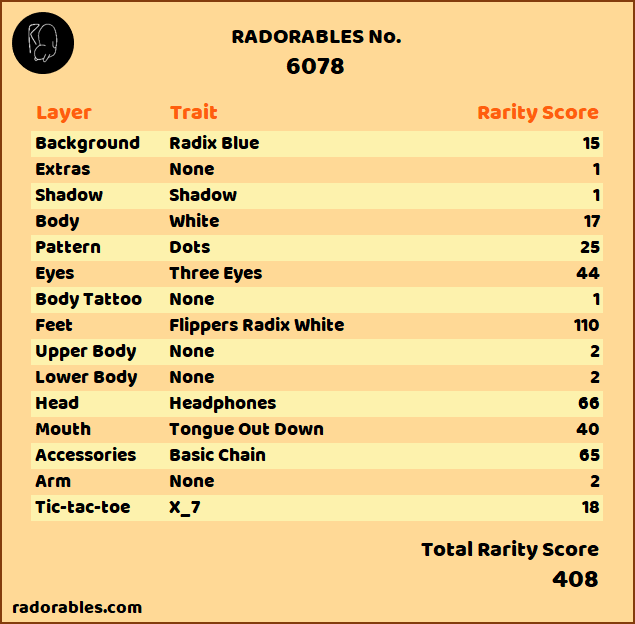 RADORABLES No.
6078
Layer Trait Rarity Score
Background Radix Blue 15
Extras None 1
Shadow Shadow 1
Body White 17
Pattern Dots 25
Eyes Three Eyes 44
Body Tattoo None 1
Feet Flippers Radix White 110
Upper Body None 2
Lower Body None 2
Head Headphones 66
Mouth Tongue Out Down 40
Accessories Basic Chain 65
Arm None 2
Tic-tac-toe X_7 18
Total Rarity Score
408
radorables.com